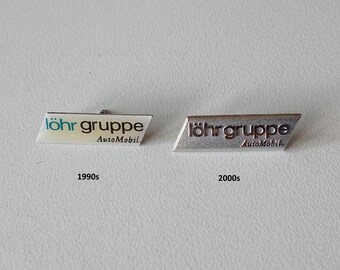 löhr gruppe
AutoMobil.
löhr gruppe
AutoMobil.
1990s
2000s